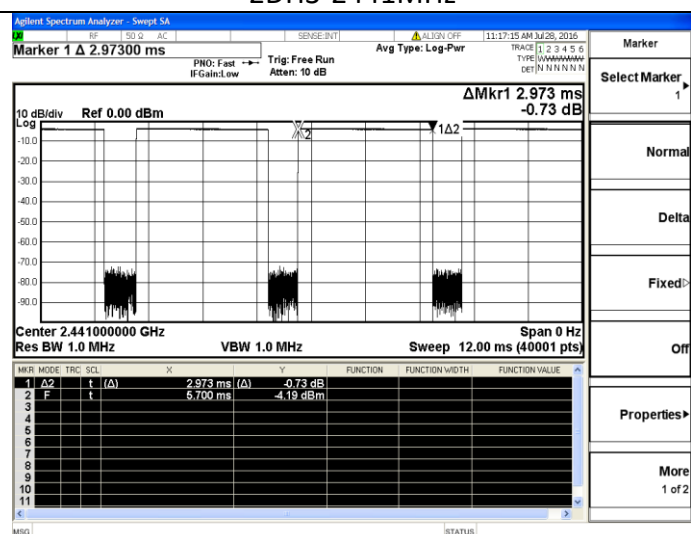 2DH5-2441MHz
Agilent Spectrum Analyzer - Swept SA
RF 50 Ω AC SENSE:INT ALIGN OFF 11:17:15 AM Jul 28, 2016
Marker 1 Δ 2.97300 ms
PNO: Fast
IFGain:Low
Trig: Free Run
Atten: 10 dB
Avg Type: Log-Pwr
TRACE 1 2 3 4 5 6
TYPE
DET N N N N N N
Marker
Select Marker
1
Normal
Delta
Fixed
Off
Properties
More
1 of 2
ΔMkr1 2.973 ms
-0.73 dB
10 dB/div Ref 0.00 dBm
Log
-10.0
-20.0
-30.0
-40.0
-50.0
-60.0
-70.0
-80.0
-90.0
2
1Δ2
Center 2.441000000 GHz Span 0 Hz
Res BW 1.0 MHz VBW 1.0 MHz Sweep 12.00 ms (40001 pts)
MKR MODE TRC SCL X Y FUNCTION FUNCTION WIDTH FUNCTION VALUE
1 Δ2 t (Δ) 2.973 ms (Δ) -0.73 dB
2 F t 5.700 ms -4.19 dBm
3
4
5
6
7
8
9
10
11
MSG STATUS